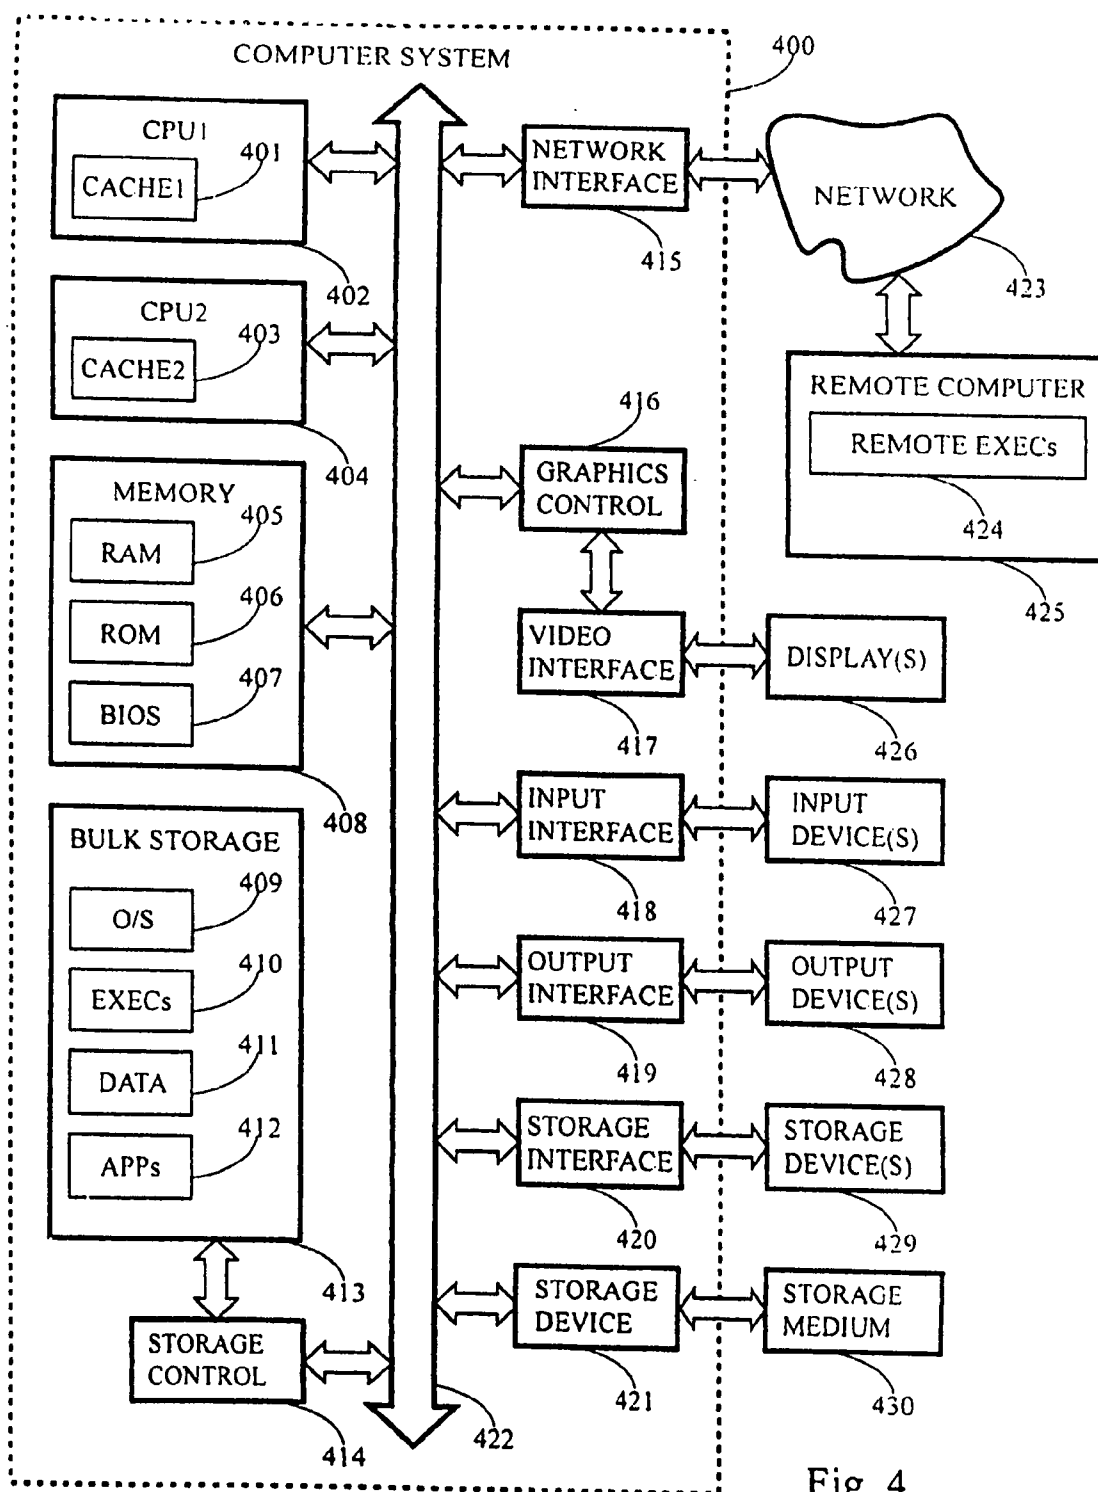 COMPUTER SYSTEM
400
CPU1
401
CACHE1
402
CPU2
403
CACHE2
404
MEMORY
405
RAM
406
ROM
407
BIOS
408
BULK STORAGE
409
O/S
410
EXECs
411
DATA
412
APPs
413
STORAGE
CONTROL
414
422
NETWORK
INTERFACE
415
NETWORK
423
REMOTE COMPUTER
REMOTE EXECs
424
425
416
GRAPHICS
CONTROL
VIDEO
INTERFACE
417
DISPLAY(S)
426
INPUT
INTERFACE
418
INPUT
DEVICE(S)
427
OUTPUT
INTERFACE
419
OUTPUT
DEVICE(S)
428
STORAGE
INTERFACE
420
STORAGE
DEVICE(S)
429
STORAGE
DEVICE
421
STORAGE
MEDIUM
430
Fig. 4